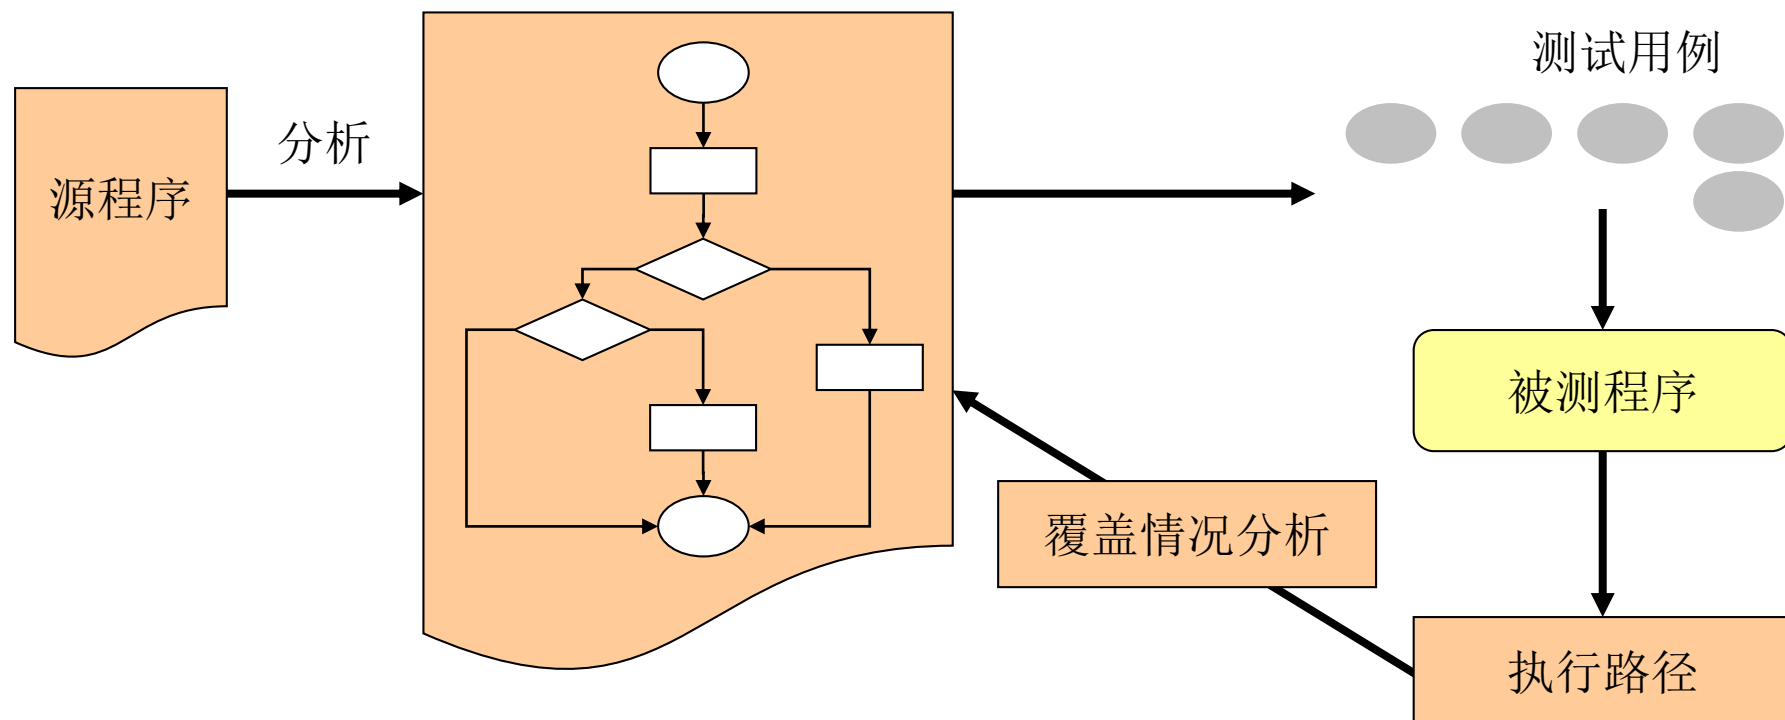 测试用例
分析
源程序
被测程序
覆盖情况分析
执行路径